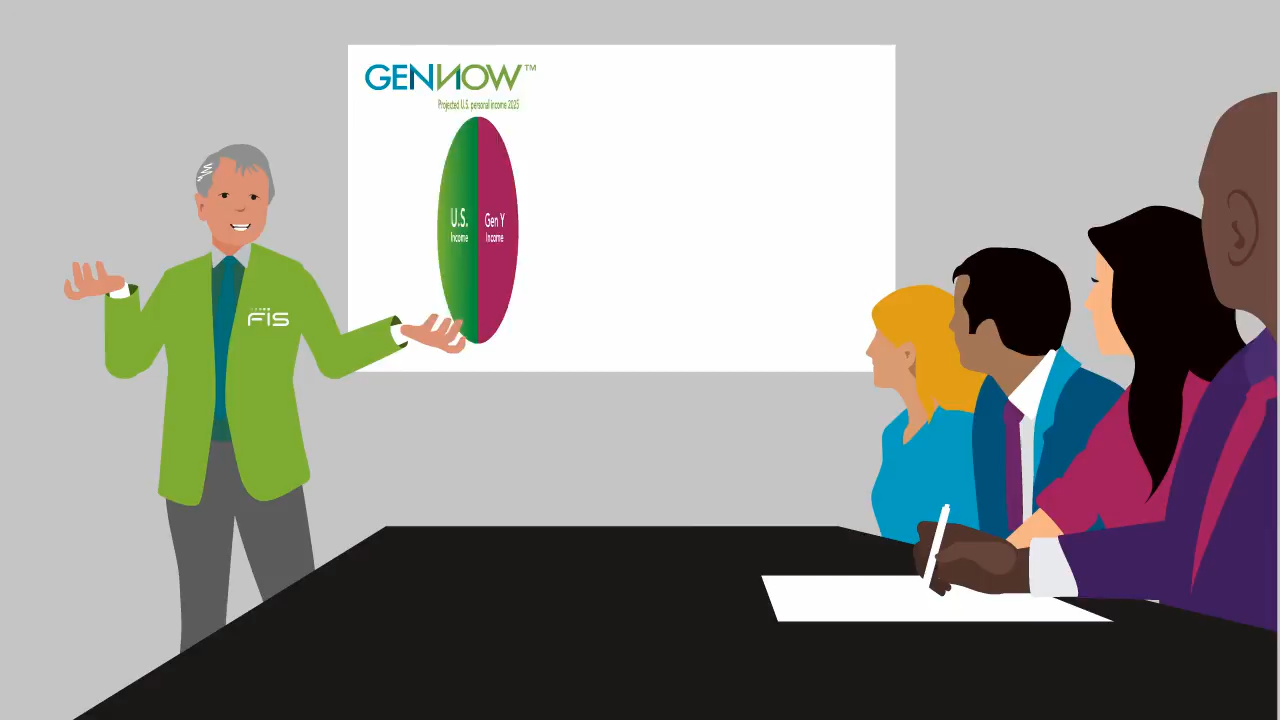 GENNOW™
Projected U.S. personal income 2025
U.S.
Income
Gen Y
Income
FIS